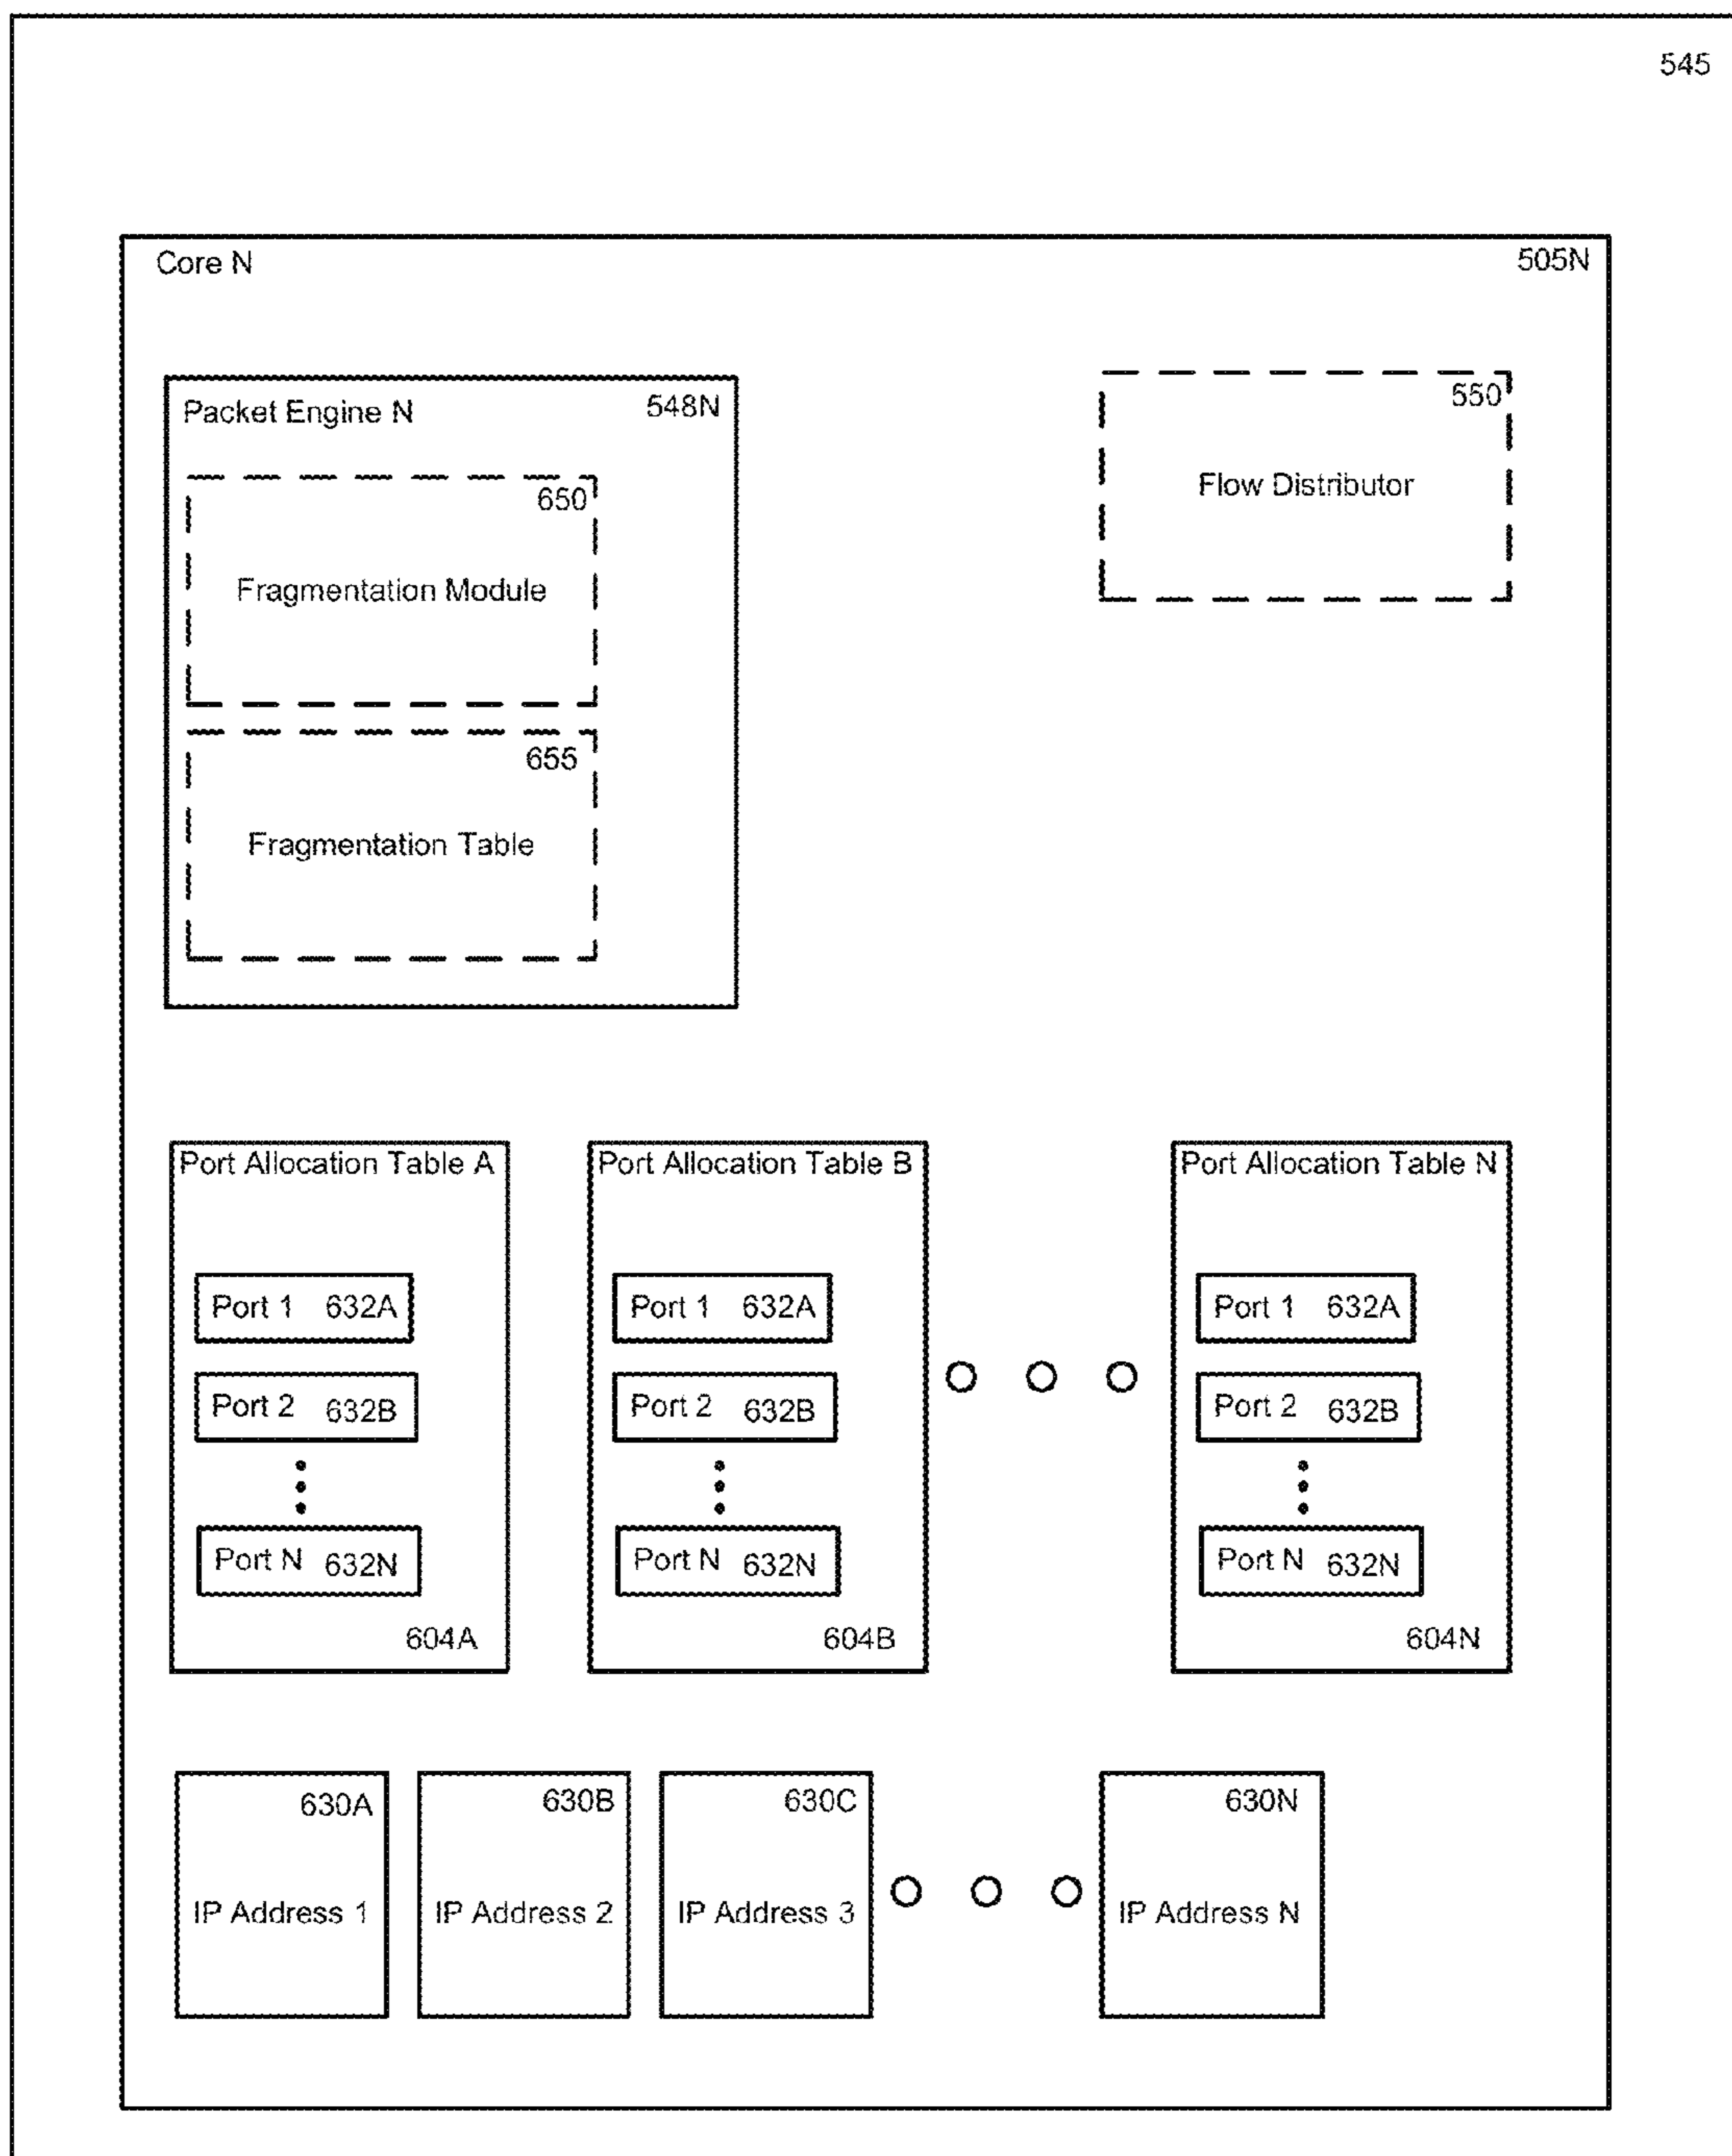 545
Core N 505N
Packet Engine N 548N
550
Flow Distributor
650
Fragmentation Module
655
Fragmentation Table
Port Allocation Table A
Port 1 632A
Port 2 632B
Port N 632N
604A
Port Allocation Table B
Port 1 632A
Port 2 632B
Port N 632N
604B
Port Allocation Table N
Port 1 632A
Port 2 632B
Port N 632N
604N
630A
IP Address 1
630B
IP Address 2
630C
IP Address 3
630N
IP Address N